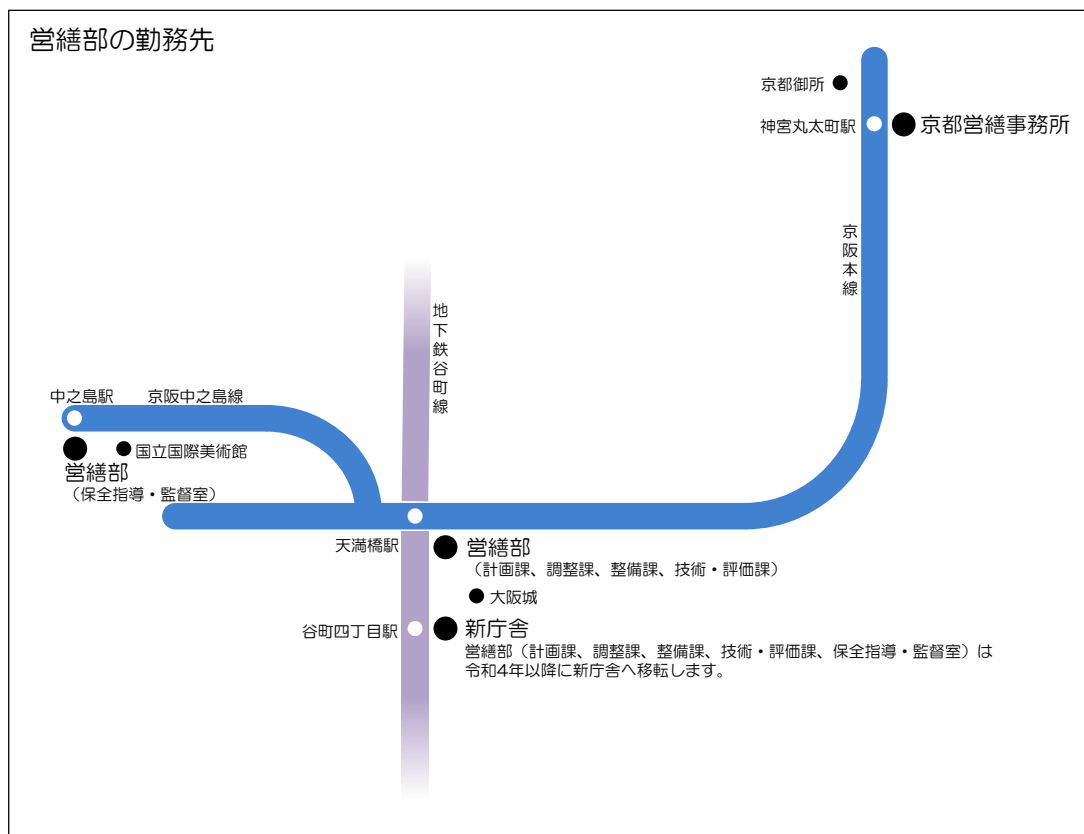 営繕部の勤務先
京都御所
神宮丸太町駅
京都営繕事務所
京阪本線
地下鉄谷町線
中之島駅
京阪中之島線
国立国際美術館
営繕部
（保全指導・監督室）
天満橋駅
営繕部
（計画課、調整課、整備課、技術・評価課）
大阪城
谷町四丁目駅
新庁舎
営繕部（計画課、調整課、整備課、技術・評価課、保全指導・監督室）は
令和4年以降に新庁舎へ移転します。